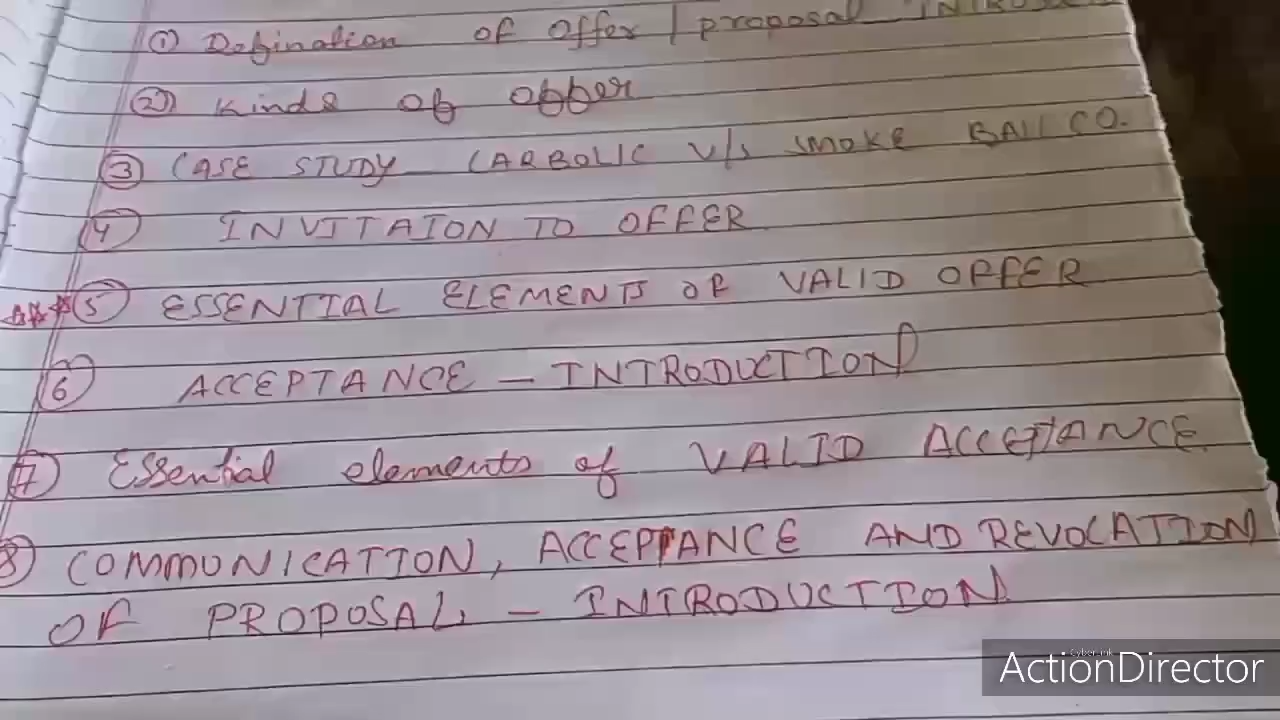 ① Defination of Offer / proposal
② Kinds of offer
③ CASE STUDY CARBOLIC V/s SMOKE BALL CO.
④ INVITAION TO OFFER
⑤ ESSENTIAL ELEMENTS OF VALID OFFER
⑥ ACCEPTANCE – INTRODUCTION
⑦ Essential elements of VALID ACCEPTANCE
⑧ COMMUNICATION, ACCEPTANCE AND REVOCATION
OF PROPOSAL. – INTRODUCTION
CyberLink
ActionDirector